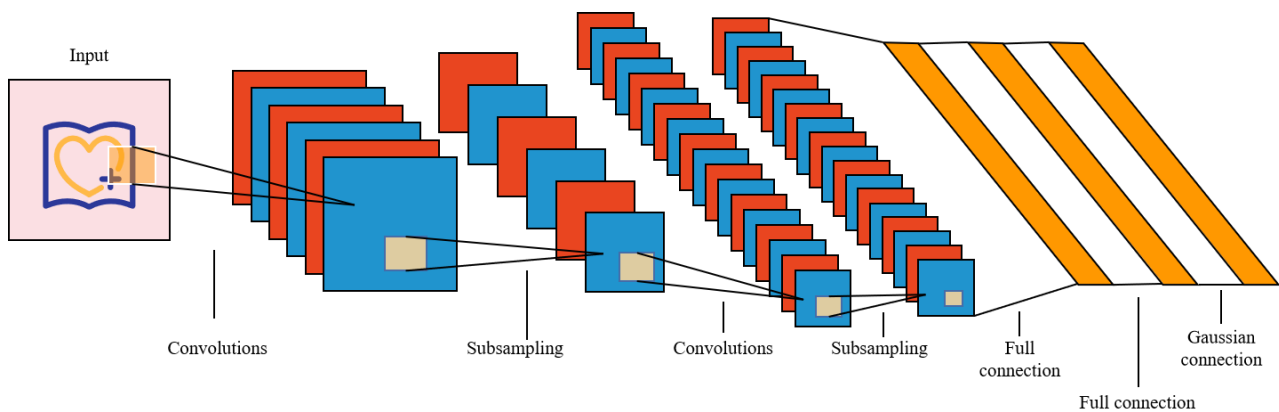 Input
Convolutions
Subsampling
Convolutions
Subsampling
Full
connection
Full connection
Gaussian
connection